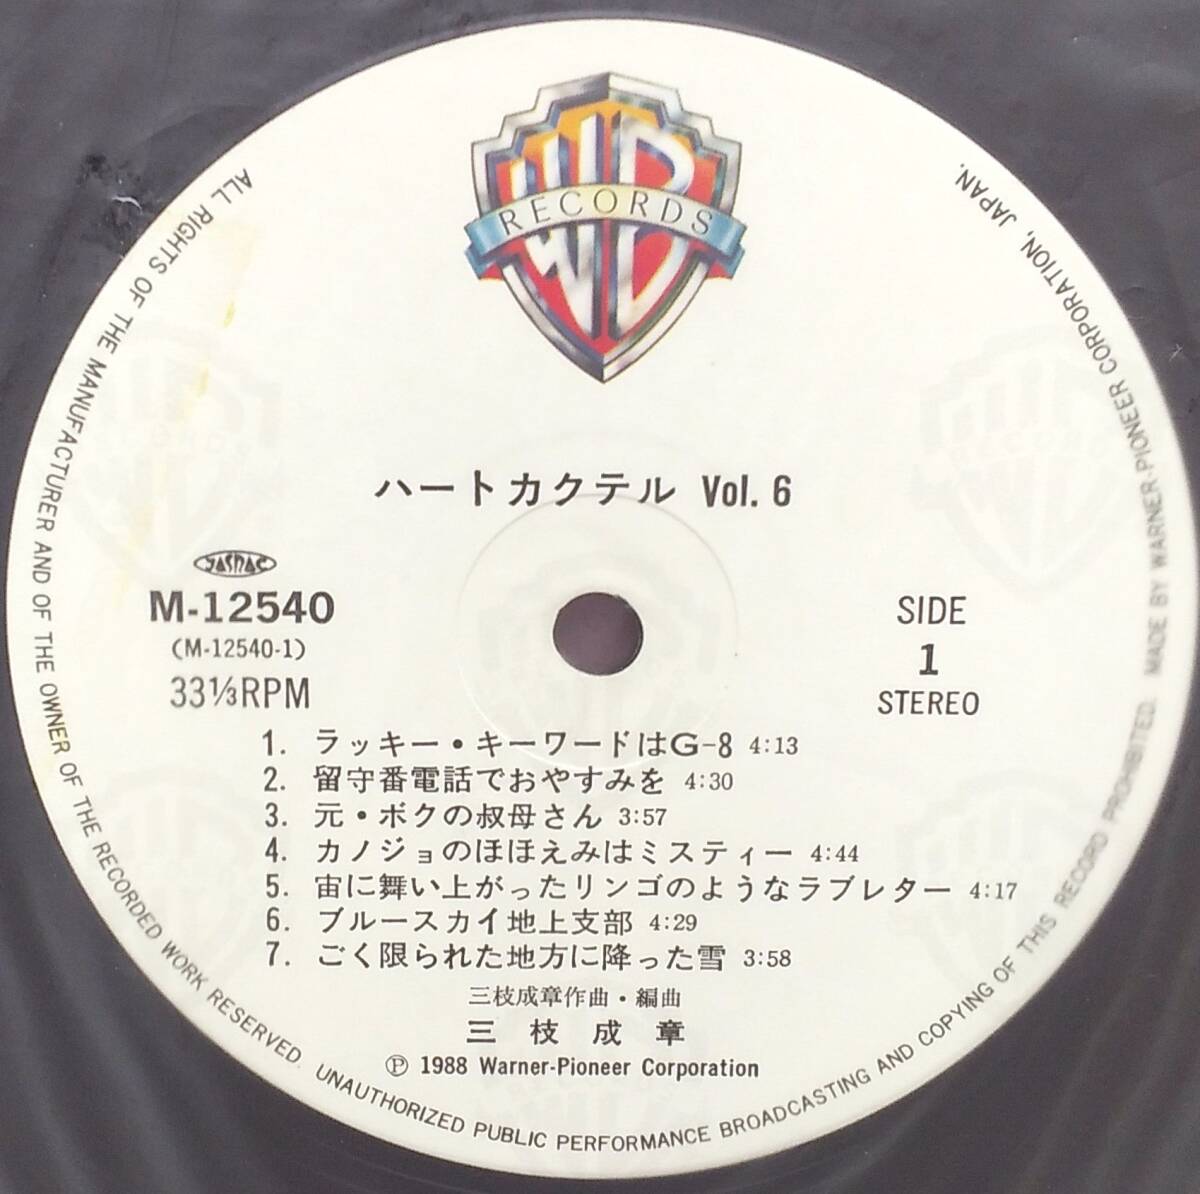 WB
RECORDS
ハートカクテル Vol. 6
JASRAC
M-12540
(M-12540-1)
33⅓RPM
SIDE
1
STEREO
1. ラッキー・キーワードはG-8 4:13
2. 留守番電話でおやすみを 4:30
3. 元・ボクの叔母さん 3:57
4. カノジョのほほえみはミスティー 4:44
5. 宙に舞い上がったリンゴのようなラブレター 4:17
6. ブルースカイ地上支部 4:29
7. ごく限られた地方に降った雪 3:58
三枝成章作曲・編曲
三枝成章
Ⓟ 1988 Warner-Pioneer Corporation
ALL RIGHTS OF THE MANUFACTURER AND OF THE OWNER OF THE RECORDED WORK RESERVED. UNAUTHORIZED PUBLIC PERFORMANCE BROADCASTING AND COPYING OF THIS RECORD PROHIBITED. MADE BY WARNER-PIONEER CORPORATION, JAPAN.